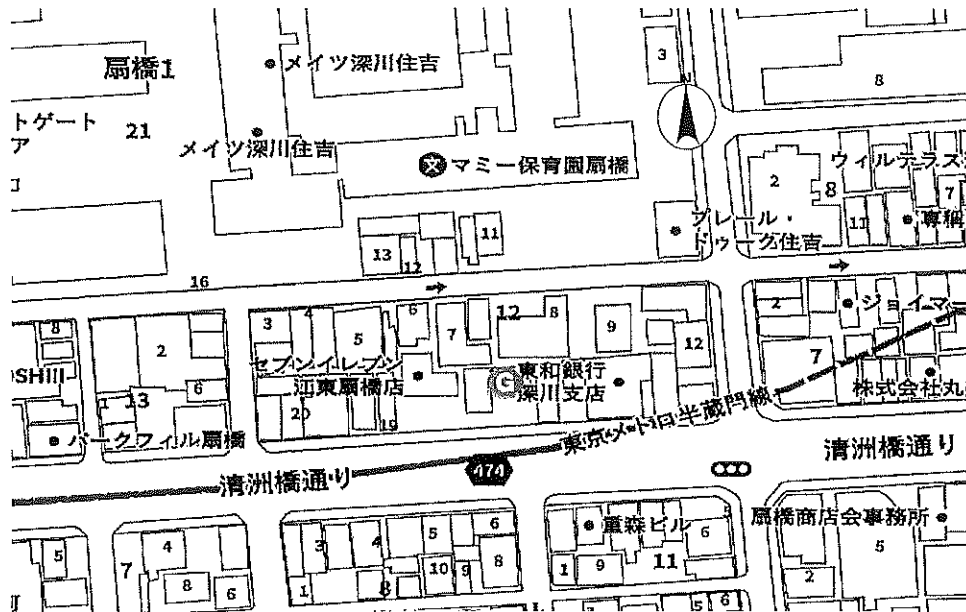 3
扇橋1
メイツ深川住吉
8
トゲート
ア
21
メイツ深川住吉
マミー保育園扇橋
N
ウィルテラス
2
8
7
11
専稱
ブレール・
ドゥーク住吉
11
13
12
16
8
2
3
4
5
6
7
12
8
9
12
2
ジョイマー
7
OSHIII
6
1
13
セブンイレブン
江東扇橋店
20
19
G
東和銀行
深川支店
株式会社丸
パークフィル扇橋
東京メトロ半蔵門線
清洲橋通り
474
清洲橋通り
5
7
4
8
6
3
4
1
8
5
6
10
9
8
重森ビル
6
1
9
11
扇橋商店会事務所
5
2
5
6